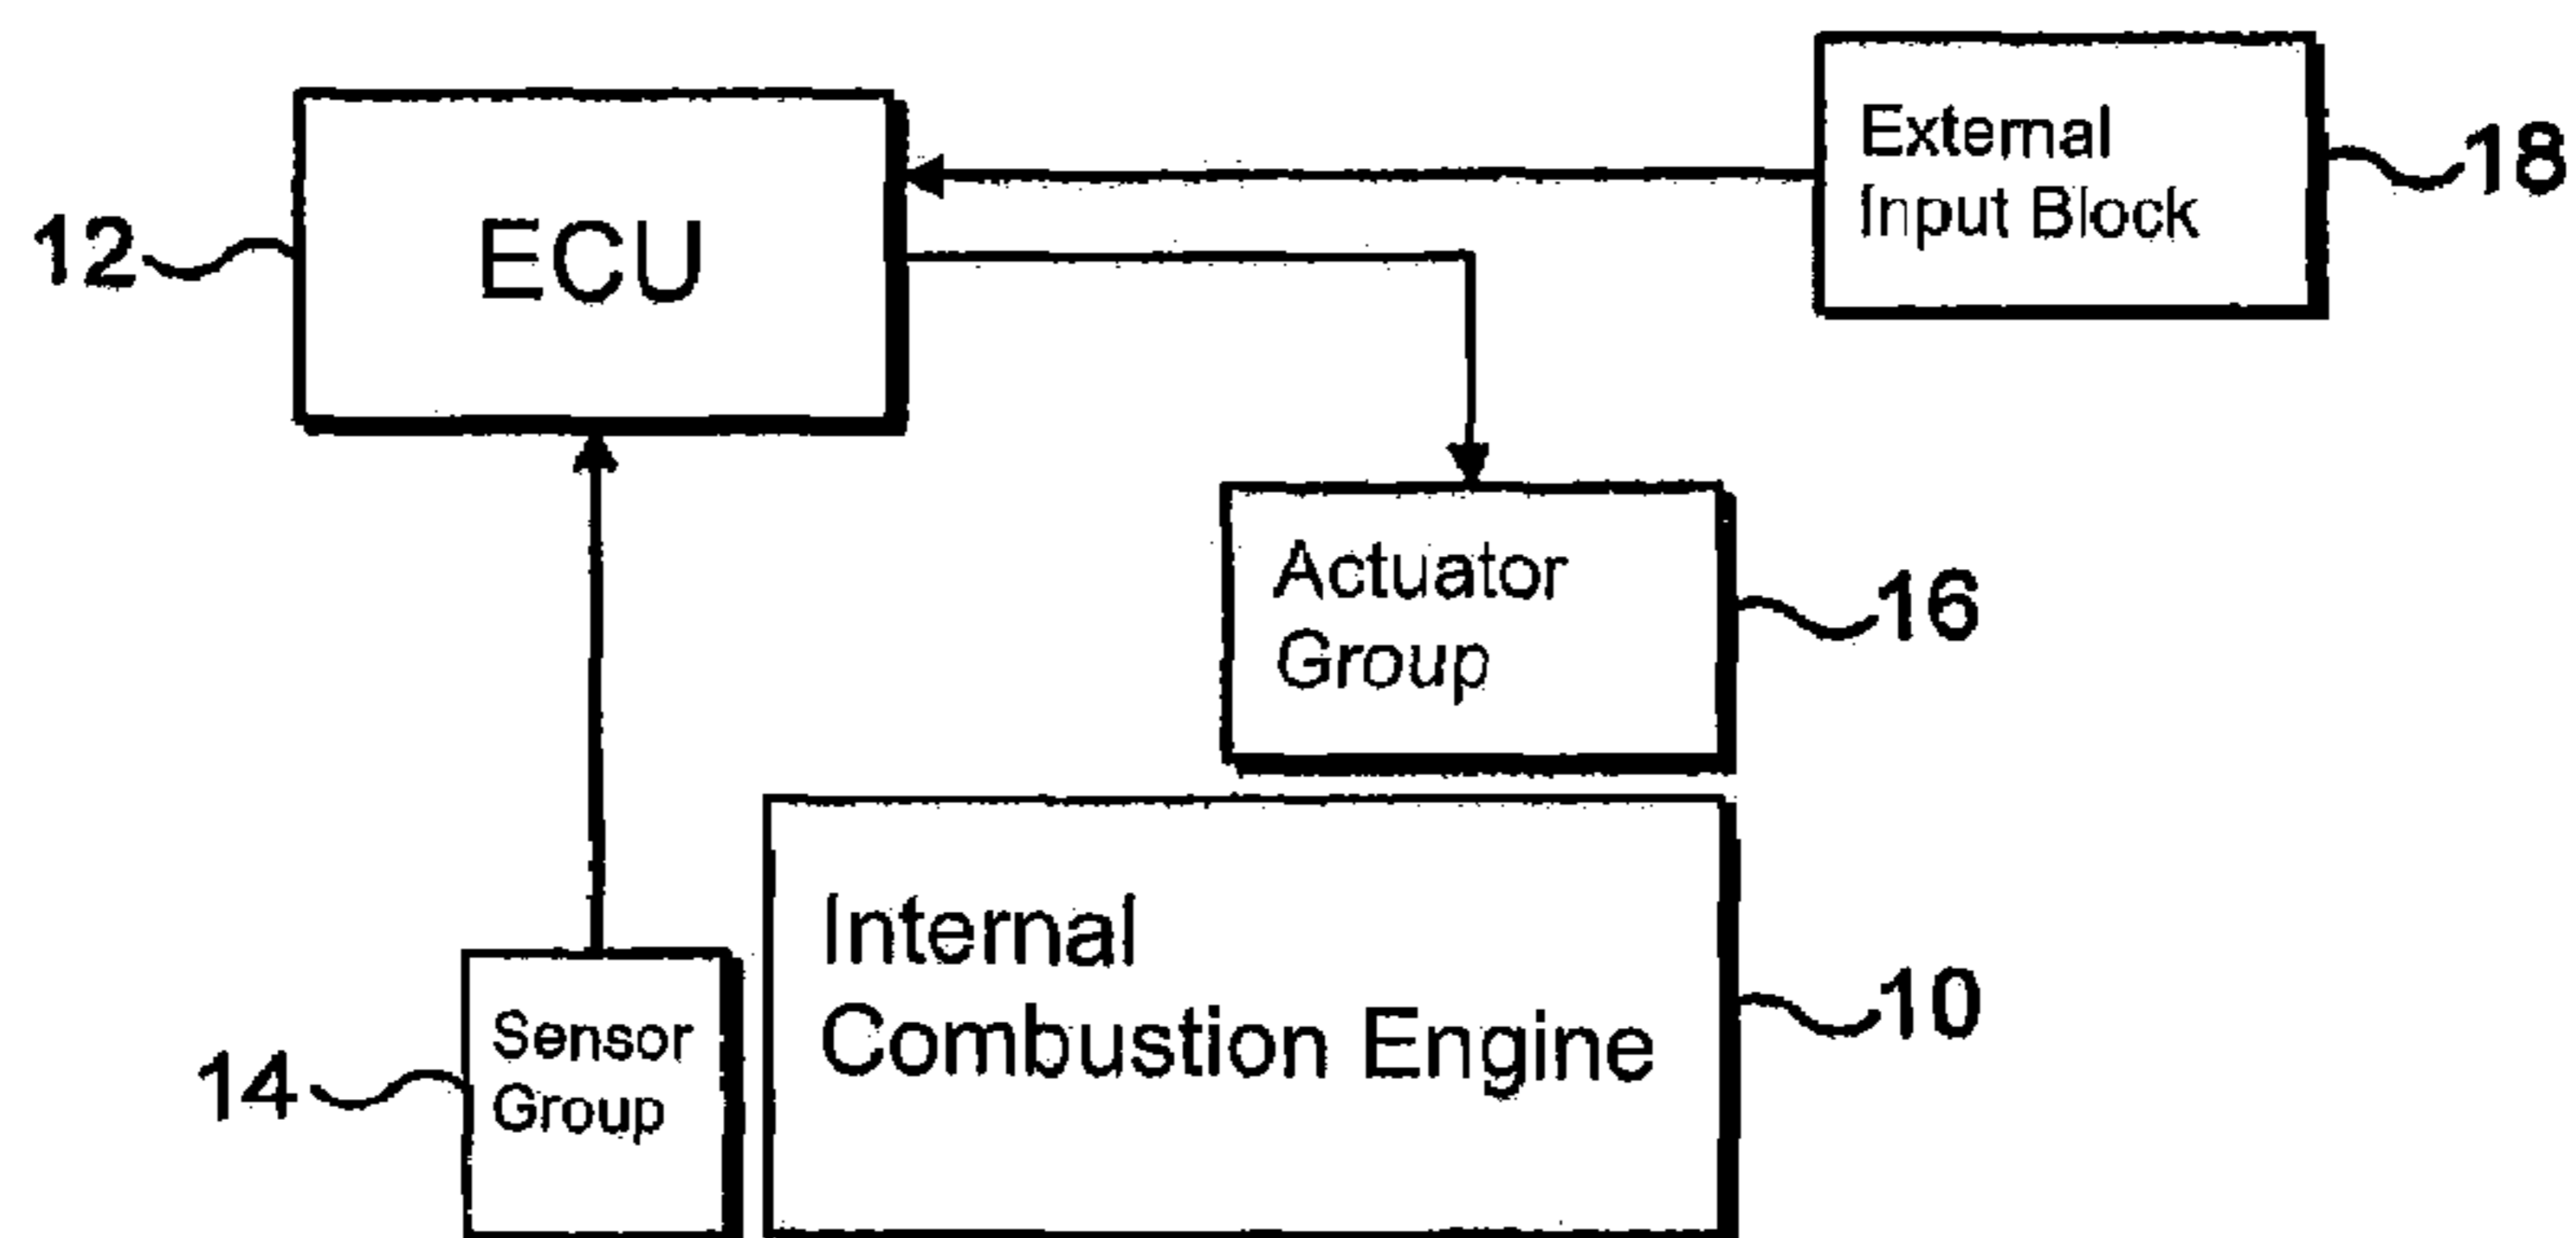 External
Input Block
18
12
ECU
Actuator
Group
16
Internal
Combustion Engine
10
Sensor
Group
14